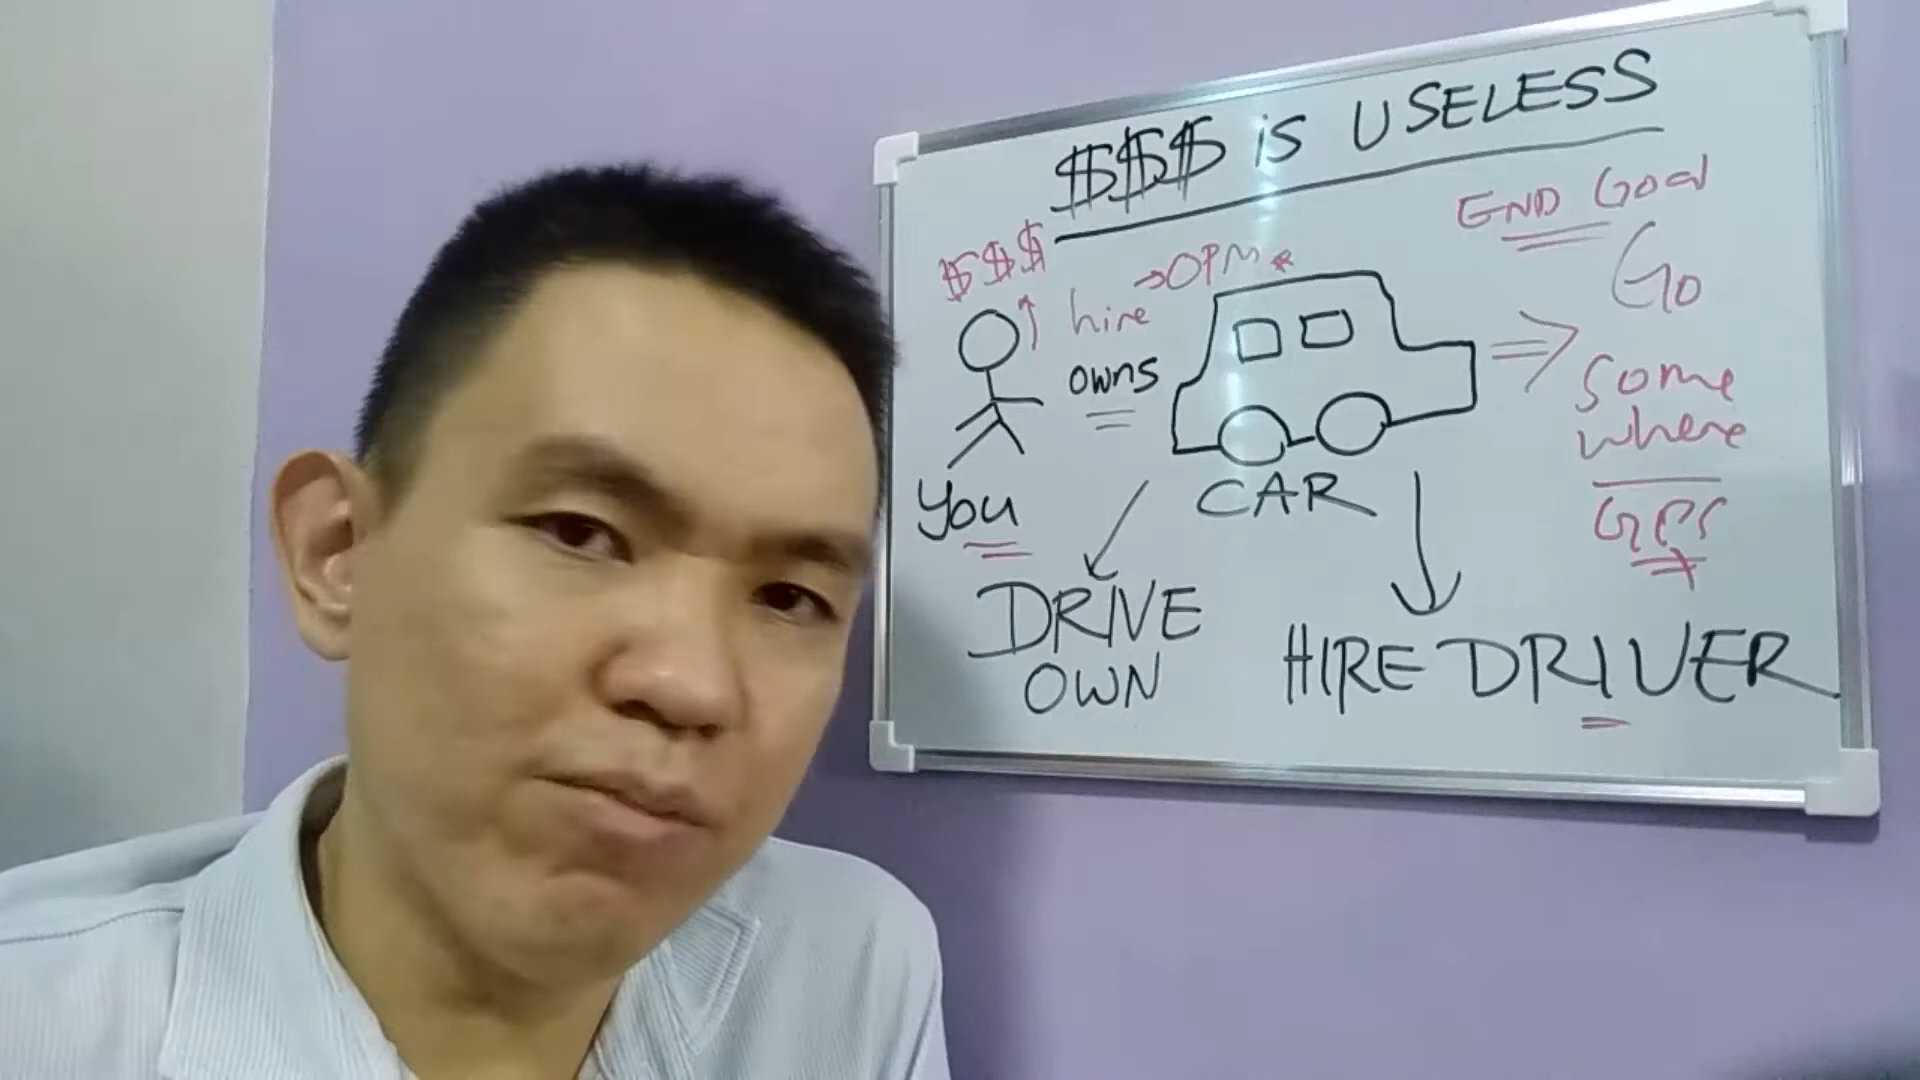 $$$ is USELESS
END Goal
$$$
hire → OPM *
owns
Go
some
where
GPS
YOU
CAR
DRIVE
OWN
HIRE DRIVER